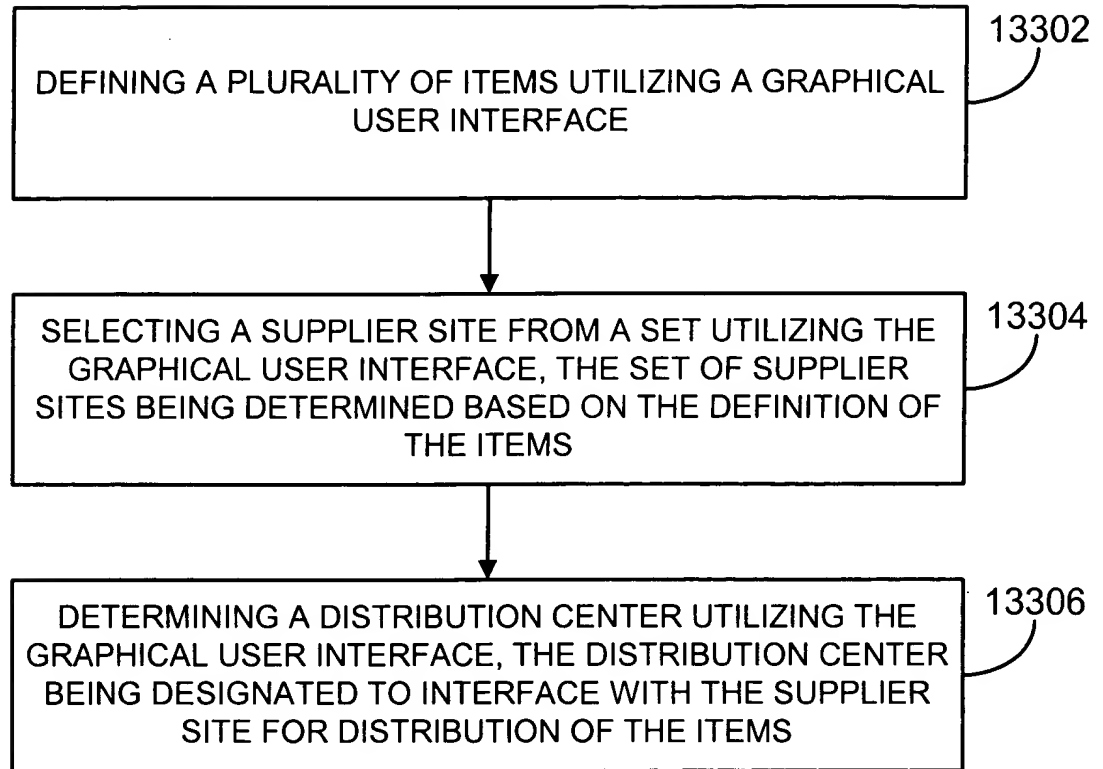 13302
DEFINING A PLURALITY OF ITEMS UTILIZING A GRAPHICAL
USER INTERFACE
13304
SELECTING A SUPPLIER SITE FROM A SET UTILIZING THE
GRAPHICAL USER INTERFACE, THE SET OF SUPPLIER
SITES BEING DETERMINED BASED ON THE DEFINITION OF
THE ITEMS
13306
DETERMINING A DISTRIBUTION CENTER UTILIZING THE
GRAPHICAL USER INTERFACE, THE DISTRIBUTION CENTER
BEING DESIGNATED TO INTERFACE WITH THE SUPPLIER
SITE FOR DISTRIBUTION OF THE ITEMS